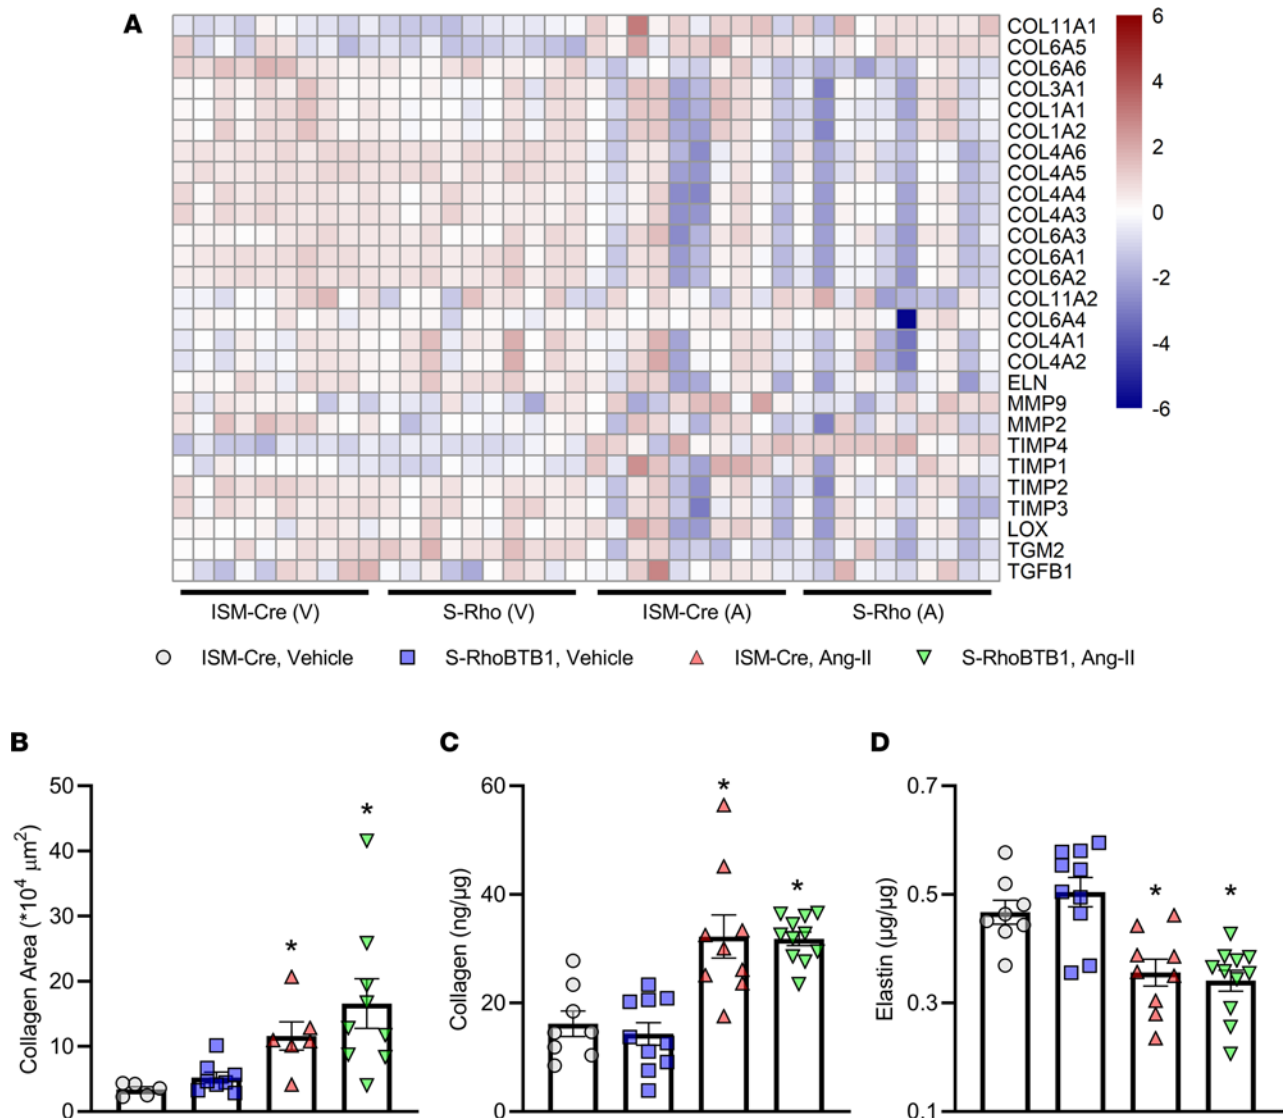 A
COL11A1
COL6A5
COL6A6
COL3A1
COL1A1
COL1A2
COL4A6
COL4A5
COL4A4
COL4A3
COL6A3
COL6A1
COL6A2
COL11A2
COL6A4
COL4A1
COL4A2
ELN
MMP9
MMP2
TIMP4
TIMP1
TIMP2
TIMP3
LOX
TGM2
TGFB1
6
4
2
0
-2
-4
-6
ISM-Cre (V) S-Rho (V) ISM-Cre (A) S-Rho (A)
ISM-Cre, Vehicle S-RhoBTB1, Vehicle ISM-Cre, Ang-II S-RhoBTB1, Ang-II
B
Collagen Area (*10⁴ µm²)
50
40
30
20
10
0
*
*
C
Collagen (ng/µg)
60
40
20
0
*
*
D
Elastin (µg/µg)
0.7
0.5
0.3
0.1
*
*